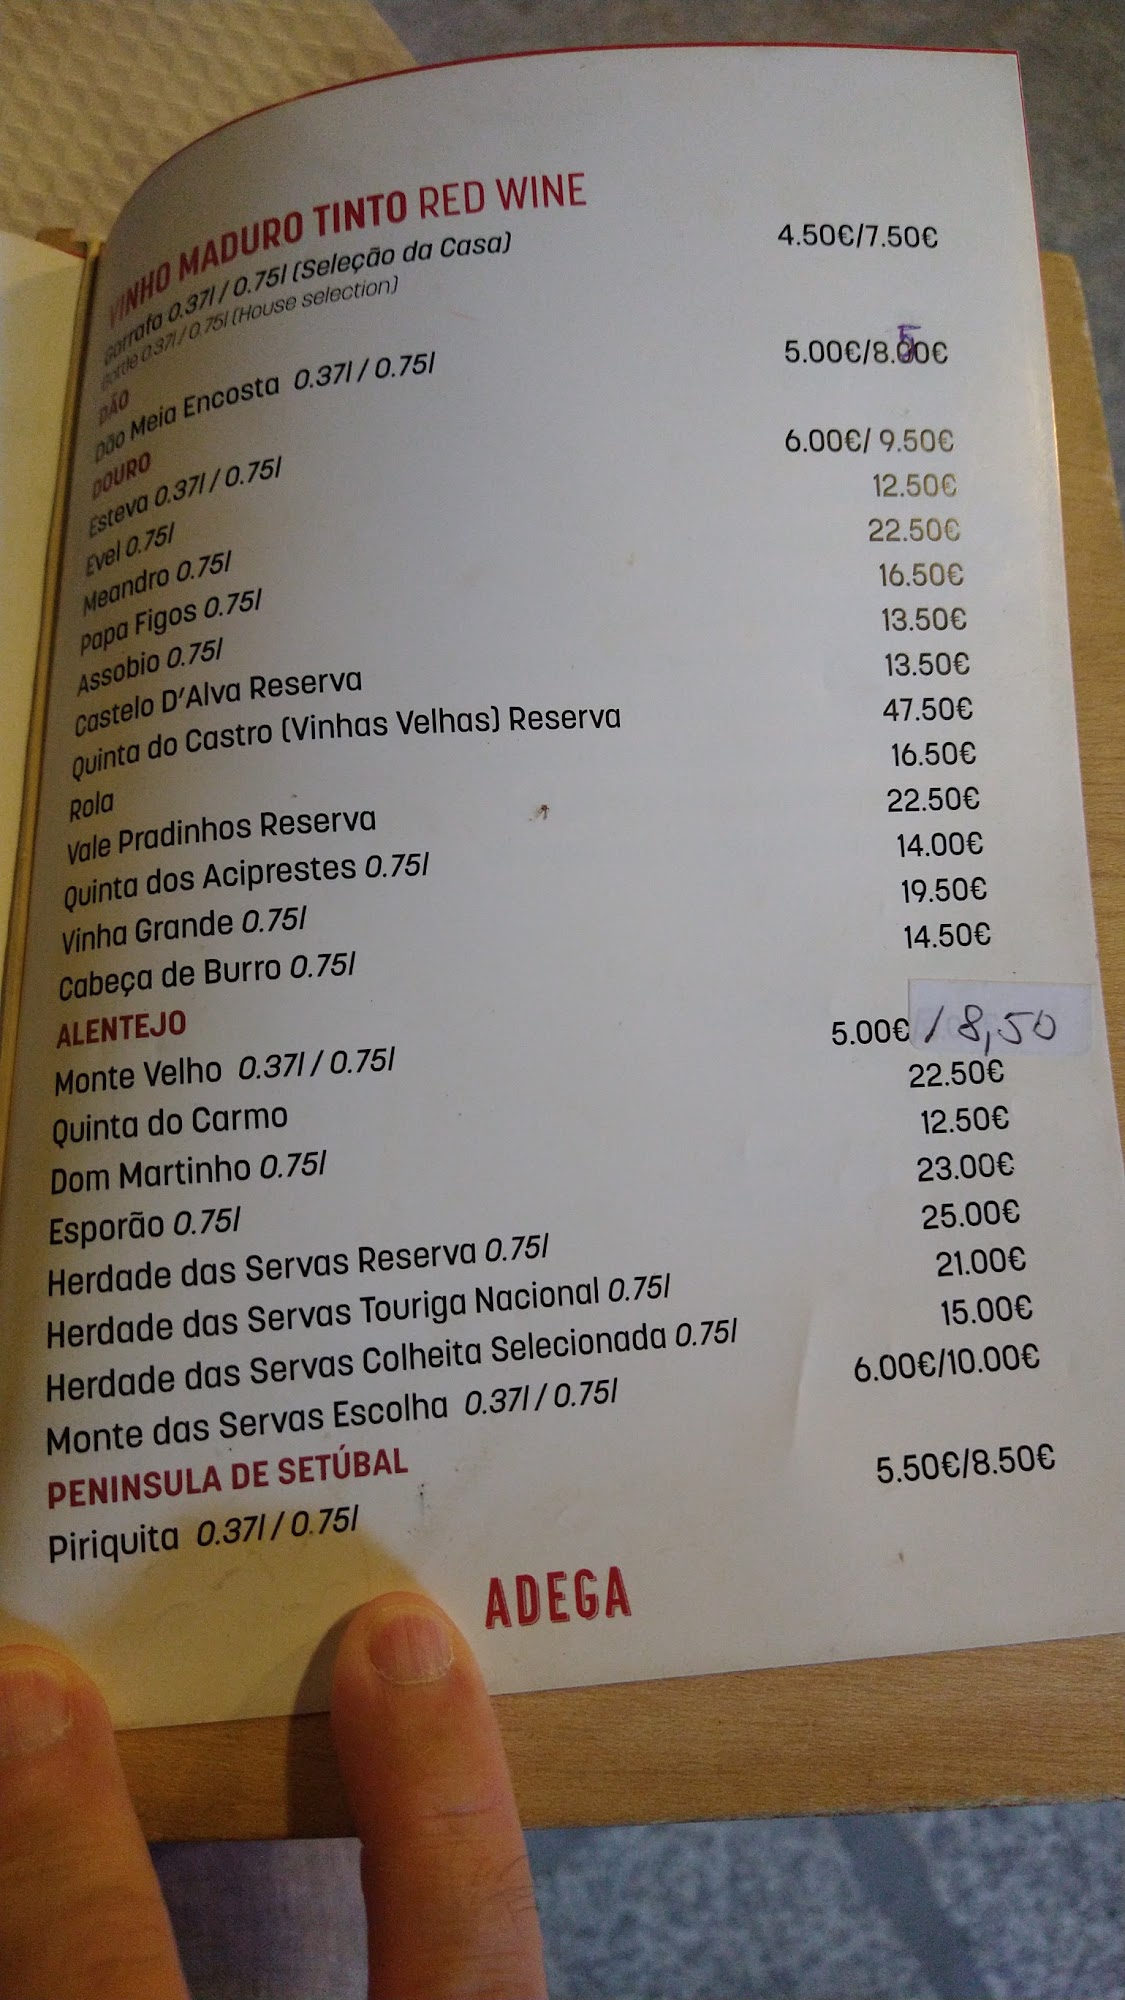 VINHO MADURO TINTO RED WINE
Garrafa 0.37l / 0.75l (Seleção da Casa) 4.50€/7.50€
Bottle 0.37l / 0.75l (House selection)
DÃO
Dão Meia Encosta 0.37l / 0.75l 5.00€/8.50€
DOURO
Esteva 0.37l / 0.75l 6.00€/ 9.50€
Evel 0.75l 12.50€
Meandro 0.75l 22.50€
Papa Figos 0.75l 16.50€
Assobio 0.75l 13.50€
Castelo D'Alva Reserva 13.50€
Quinta do Castro (Vinhas Velhas) Reserva 47.50€
Rola 16.50€
Vale Pradinhos Reserva 22.50€
Quinta dos Aciprestes 0.75l 14.00€
Vinha Grande 0.75l 19.50€
Cabeça de Burro 0.75l 14.50€
ALENTEJO
Monte Velho 0.37l / 0.75l 5.00€ / 8,50
Quinta do Carmo 22.50€
Dom Martinho 0.75l 12.50€
Esporão 0.75l 23.00€
Herdade das Servas Reserva 0.75l 25.00€
Herdade das Servas Touriga Nacional 0.75l 21.00€
Herdade das Servas Colheita Selecionada 0.75l 15.00€
Monte das Servas Escolha 0.37l / 0.75l 6.00€/10.00€
PENINSULA DE SETÚBAL
Piriquita 0.37l / 0.75l 5.50€/8.50€
ADEGA